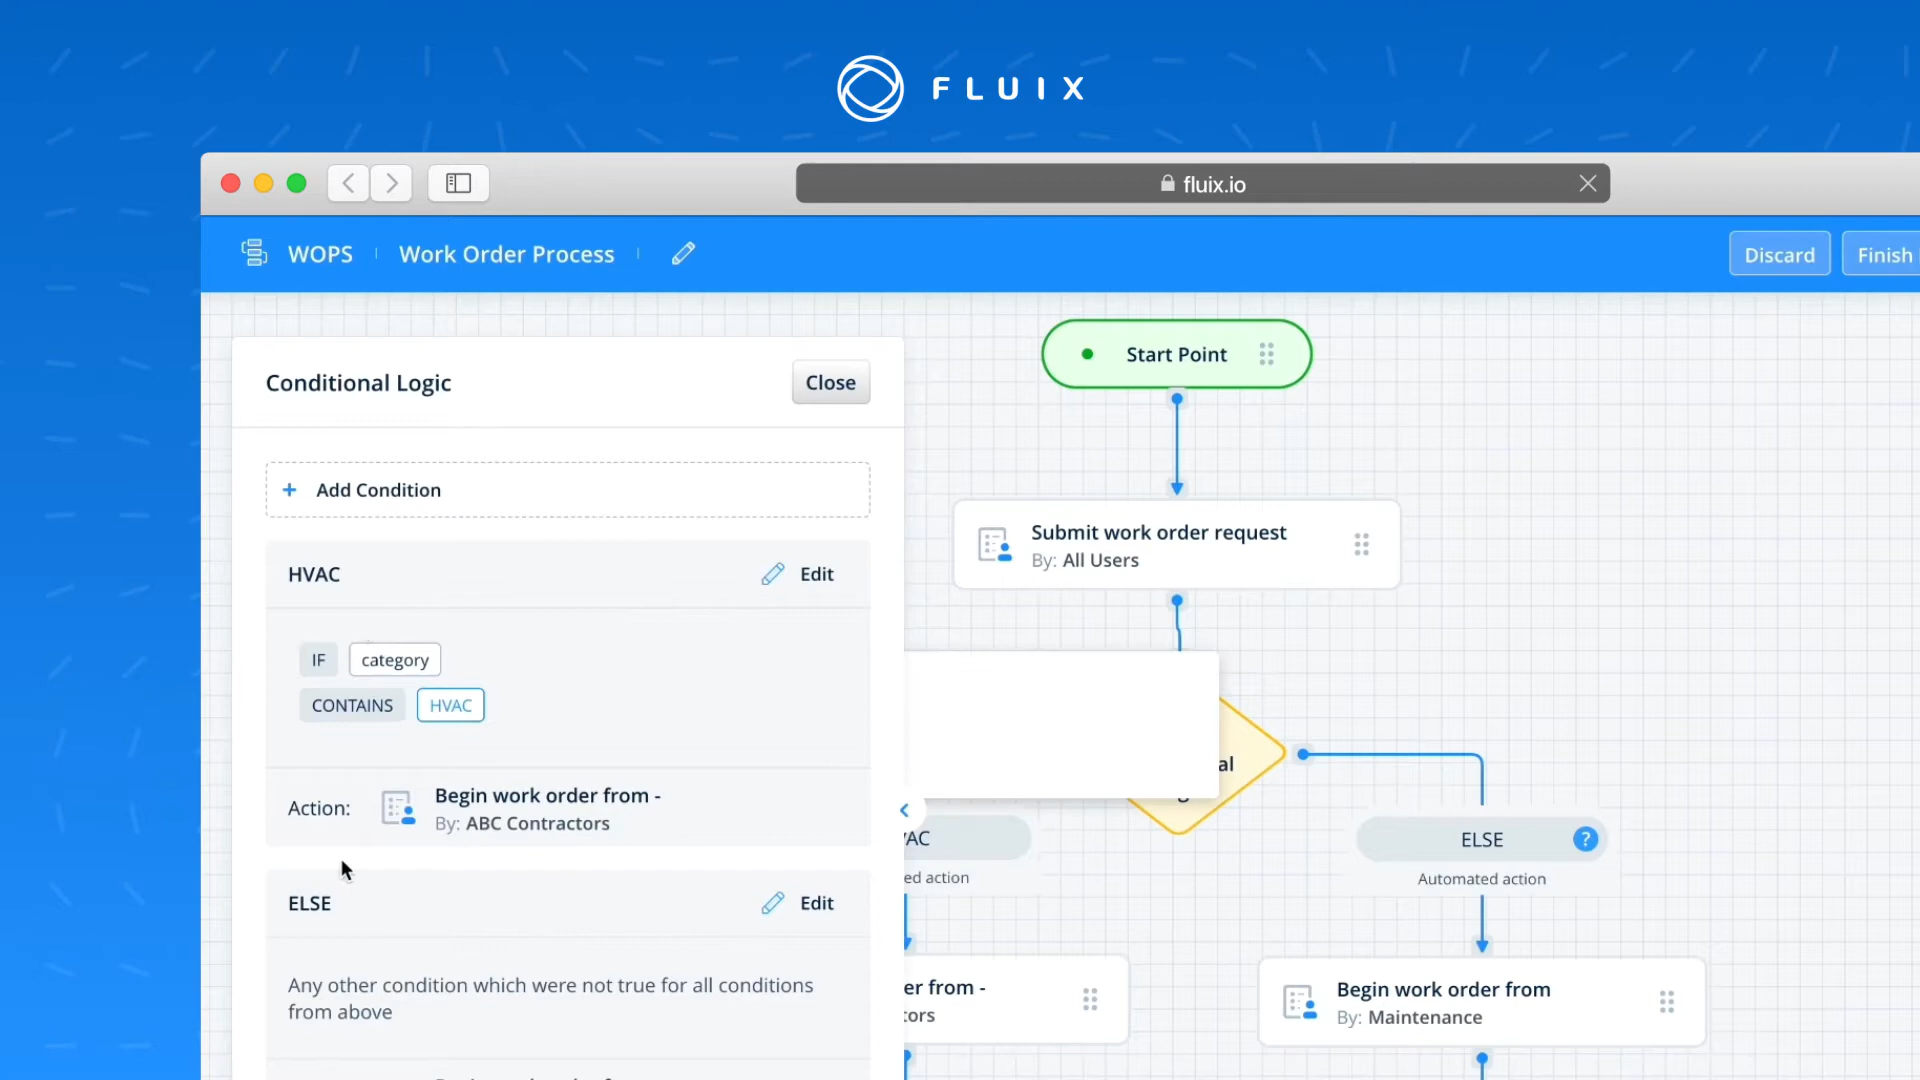 FLUIX
fluix.io
WOPS
Work Order Process
Discard
Finish
Conditional Logic
Close
+ Add Condition
HVAC
Edit
IF category
CONTAINS HVAC
Action:
Begin work order from -
By: ABC Contractors
ELSE
Edit
Any other condition which were not true for all conditions
from above
Start Point
Submit work order request
By: All Users
al
AC
ed action
ELSE ?
Automated action
er from -
tors
Begin work order from
By: Maintenance